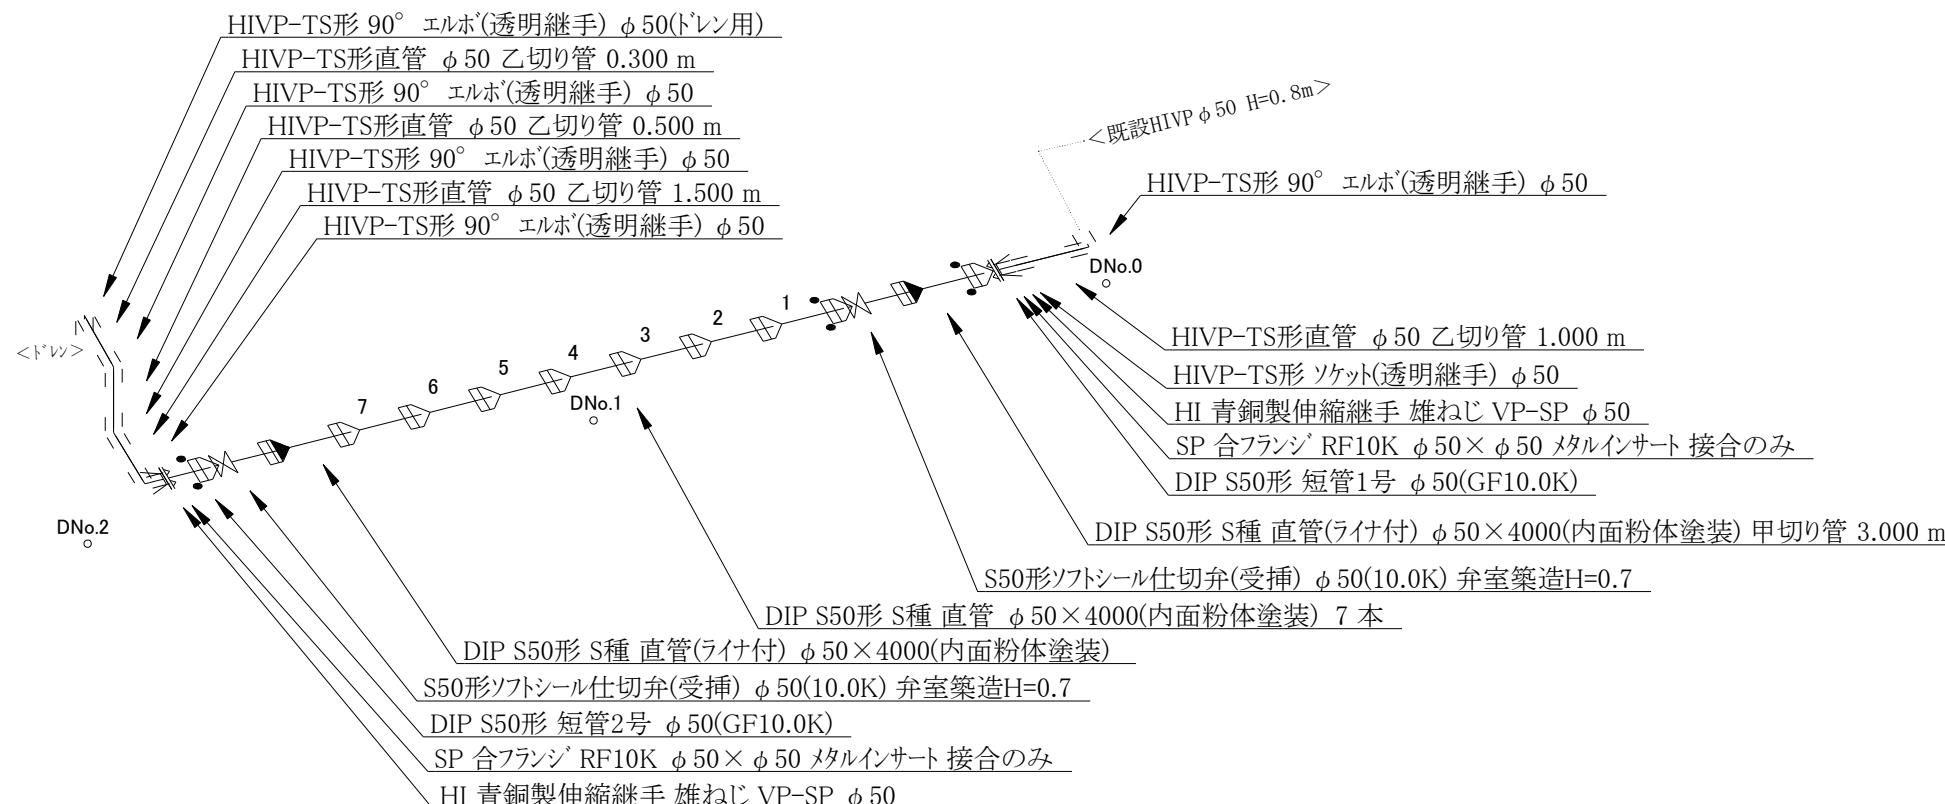 HIVP-TS形 90° エルボ(透明継手) φ50(ドレン用)
HIVP-TS形直管 φ50 乙切り管 0.300 m
HIVP-TS形 90° エルボ(透明継手) φ50
HIVP-TS形直管 φ50 乙切り管 0.500 m
HIVP-TS形 90° エルボ(透明継手) φ50
HIVP-TS形直管 φ50 乙切り管 1.500 m
HIVP-TS形 90° エルボ(透明継手) φ50
<既設HIVPφ50 H=0.8m>
HIVP-TS形 90° エルボ(透明継手) φ50
DNo.0
1
2
3
4
5
6
7
<ドレン>
DNo.1
DNo.2
HIVP-TS形直管 φ50 乙切り管 1.000 m
HIVP-TS形 ソケット(透明継手) φ50
HI 青銅製伸縮継手 雄ねじ VP-SP φ50
SP 合フランジ RF10K φ50×φ50 メタルインサート 接合のみ
DIP S50形 短管1号 φ50(GF10.0K)
DIP S50形 S種 直管(ライナ付) φ50×4000(内面粉体塗装) 甲切り管 3.000 m
S50形ソフトシール仕切弁(受挿) φ50(10.0K) 弁室築造H=0.7
DIP S50形 S種 直管 φ50×4000(内面粉体塗装) 7 本
DIP S50形 S種 直管(ライナ付) φ50×4000(内面粉体塗装)
S50形ソフトシール仕切弁(受挿) φ50(10.0K) 弁室築造H=0.7
DIP S50形 短管2号 φ50(GF10.0K)
SP 合フランジ RF10K φ50×φ50 メタルインサート 接合のみ
HI 青銅製伸縮継手 雄ねじ VP-SP φ50